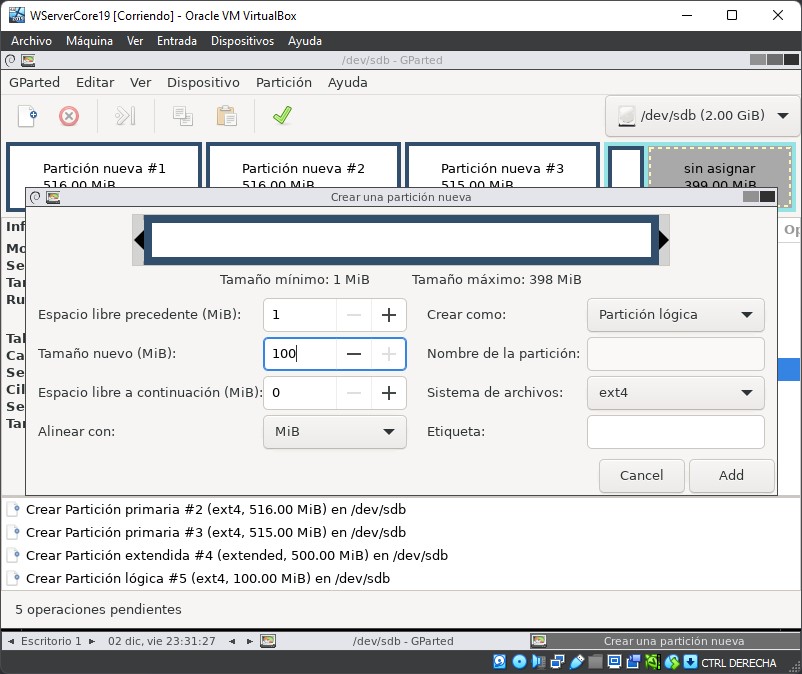 WServerCore19 [Corriendo] - Oracle VM VirtualBox
Archivo Máquina Ver Entrada Dispositivos Ayuda
/dev/sdb - GParted
GParted Editar Ver Dispositivo Partición Ayuda
/dev/sdb (2.00 GiB)
Partición nueva #1 Partición nueva #2 Partición nueva #3 sin asignar
516.00 MiB 516.00 MiB 515.00 MiB 399.00 MiB
Crear una partición nueva
Inf
Op
Mo
Se
Tar
Ru
Tal
Ca
Se
Cil
Se
Tar
Tamaño mínimo: 1 MiB Tamaño máximo: 398 MiB
Espacio libre precedente (MiB): 1 Crear como: Partición lógica
Tamaño nuevo (MiB): 100 Nombre de la partición:
Espacio libre a continuación (MiB): 0 Sistema de archivos: ext4
Alinear con: MiB Etiqueta:
Cancel Add
Crear Partición primaria #2 (ext4, 516.00 MiB) en /dev/sdb
Crear Partición primaria #3 (ext4, 515.00 MiB) en /dev/sdb
Crear Partición extendida #4 (extended, 500.00 MiB) en /dev/sdb
Crear Partición lógica #5 (ext4, 100.00 MiB) en /dev/sdb
5 operaciones pendientes
Escritorio 1 02 dic, vie 23:31:27 /dev/sdb - GParted Crear una partición nueva
CTRL DERECHA